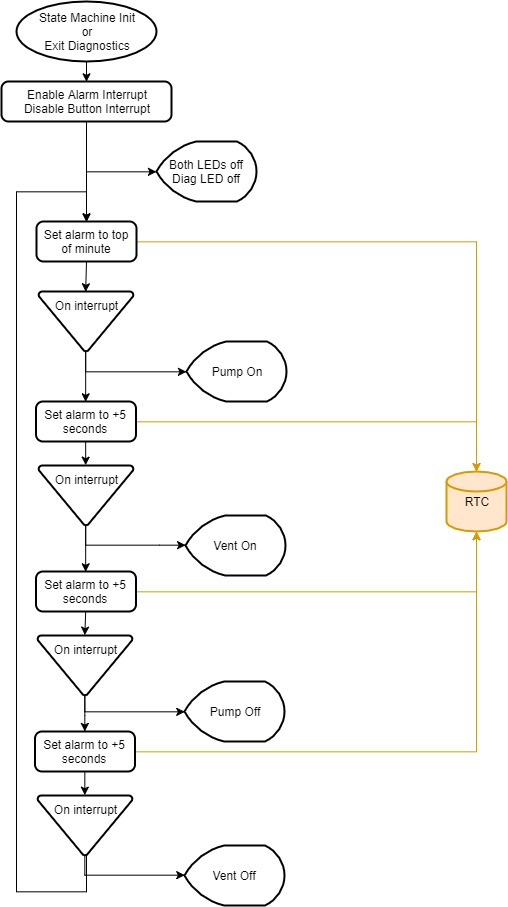 State Machine Init
or
Exit Diagnostics
Enable Alarm Interrupt
Disable Button Interrupt
Both LEDs off
Diag LED off
Set alarm to top
of minute
On interrupt
Pump On
Set alarm to +5
seconds
On interrupt
RTC
Vent On
Set alarm to +5
seconds
On interrupt
Pump Off
Set alarm to +5
seconds
On interrupt
Vent Off